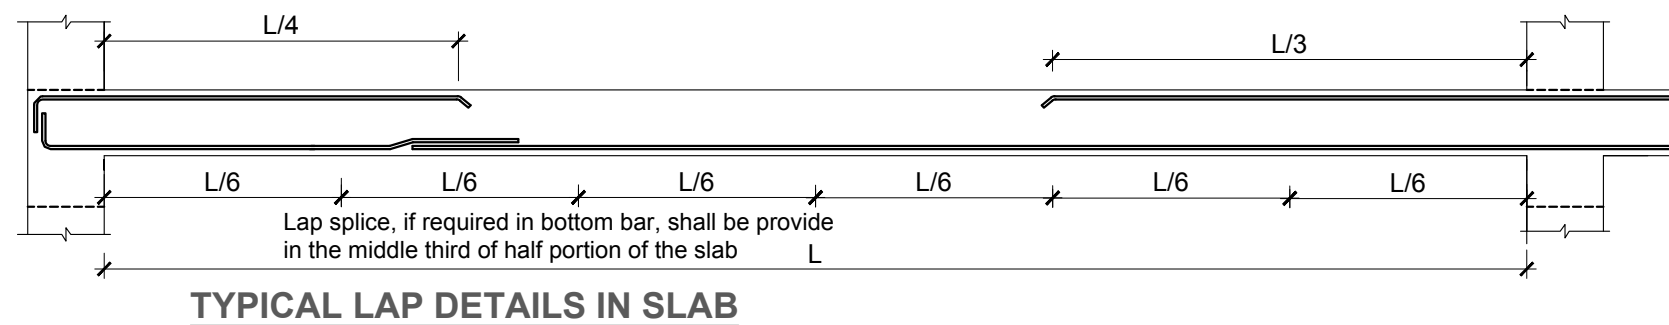 L/4
L/3
L/6 L/6 L/6 L/6 L/6 L/6
Lap splice, if required in bottom bar, shall be provide
in the middle third of half portion of the slab
L
TYPICAL LAP DETAILS IN SLAB